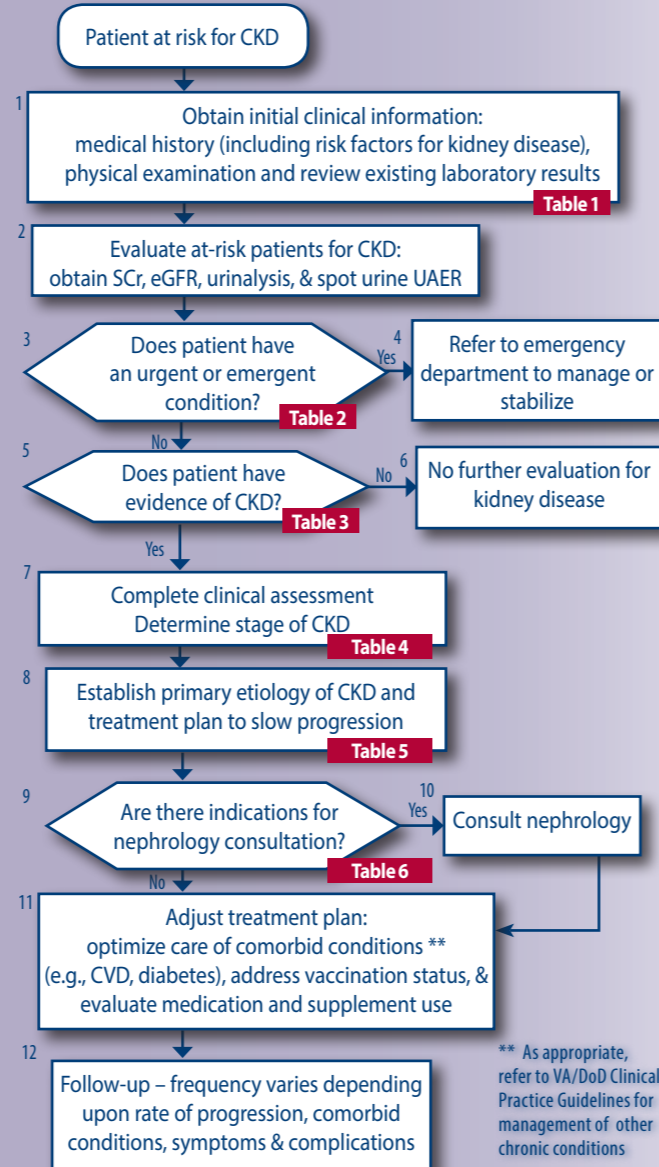 Patient at risk for CKD
1
Obtain initial clinical information:
medical history (including risk factors for kidney disease),
physical examination and review existing laboratory results
Table 1
2
Evaluate at-risk patients for CKD:
obtain SCr, eGFR, urinalysis, & spot urine UAER
3
Does patient have
an urgent or emergent
condition?
Table 2
Yes
4
Refer to emergency
department to manage or
stabilize
No
5
Does patient have
evidence of CKD?
Table 3
No
6
No further evaluation for
kidney disease
Yes
7
Complete clinical assessment
Determine stage of CKD
Table 4
8
Establish primary etiology of CKD and
treatment plan to slow progression
Table 5
9
Are there indications for
nephrology consultation?
Table 6
10
Yes
Consult nephrology
No
11
Adjust treatment plan:
optimize care of comorbid conditions **
(e.g., CVD, diabetes), address vaccination status, &
evaluate medication and supplement use
12
Follow-up – frequency varies depending
upon rate of progression, comorbid
conditions, symptoms & complications
** As appropriate,
refer to VA/DoD Clinical
Practice Guidelines for
management of other
chronic conditions